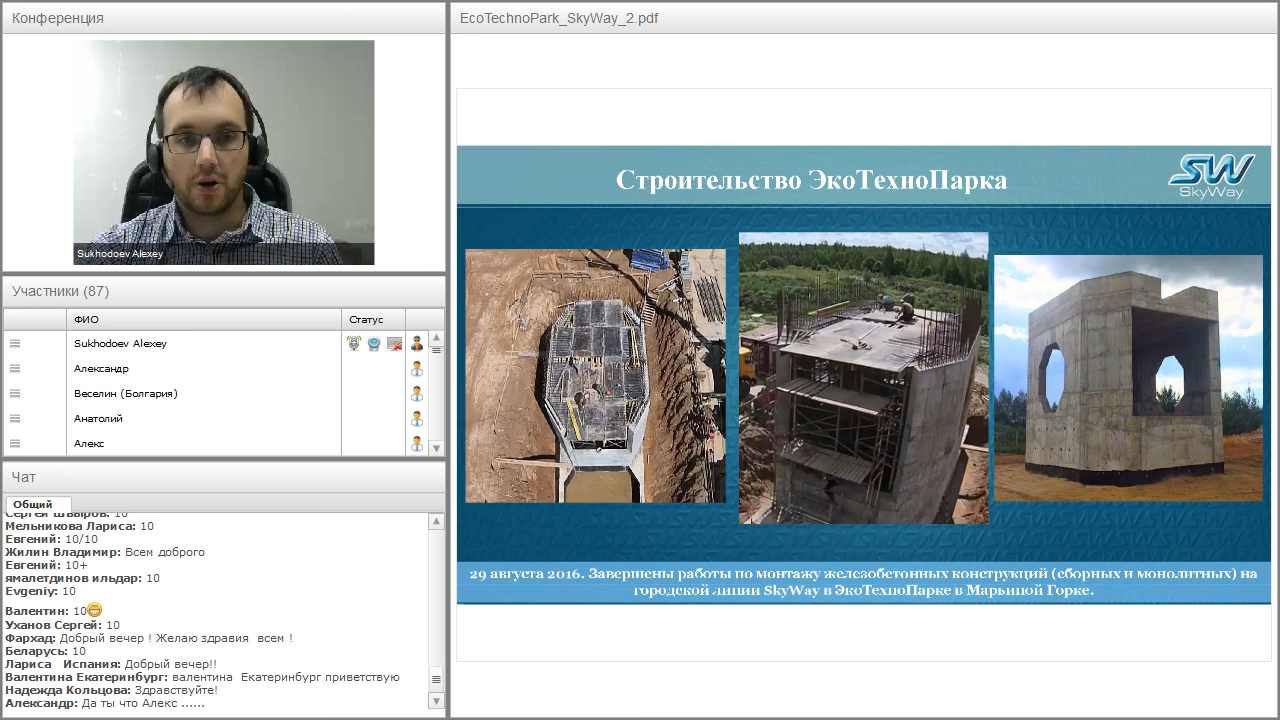 Конференция
Sukhodoev Alexey
Участники (87)
ФИО
Статус
Sukhodoev Alexey
Александр
Веселин (Болгария)
Анатолий
Алекс
Чат
Общий
Сергей Швыров: 10
Мельникова Лариса: 10
Евгений: 10/10
Жилин Владимир: Всем доброго
Евгений: 10+
ямалетдинов ильдар: 10
Evgeniy: 10
Валентин: 10
Уханов Сергей: 10
Фархад: Добрый вечер ! Желаю здравия всем !
Беларусь: 10
Лариса Испания: Добрый вечер!!
Валентина Екатеринбург: валентина Екатеринбург приветствую
Надежда Кольцова: Здравствуйте!
Александр: Да ты что Алекс ......
EcoTechnoPark_SkyWay_2.pdf
Строительство ЭкоТехноПарка
SW
SkyWay
29 августа 2016. Завершены работы по монтажу железобетонных конструкций (сборных и монолитных) на
городской линии SkyWay в ЭкоТехноПарке в Марьиной Горке.